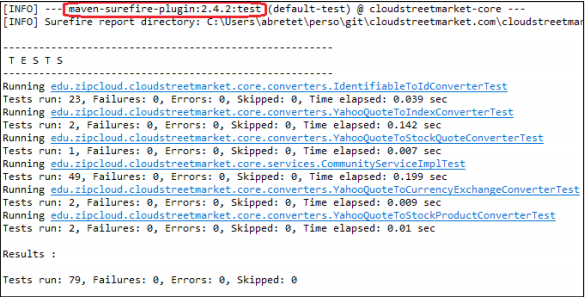 [INFO] --- maven-surefire-plugin:2.4.2:test (default-test) @ cloudstreetmarket-core ---
[INFO] Surefire report directory: C:\Users\abretet\perso\git\cloudstreetmarket.com\cloudstreetmar
-------------------------------------------------------
T E S T S
-------------------------------------------------------
Running edu.zipcloud.cloudstreetmarket.core.converters.IdentifiableToIdConverterTest
Tests run: 23, Failures: 0, Errors: 0, Skipped: 0, Time elapsed: 0.039 sec
Running edu.zipcloud.cloudstreetmarket.core.converters.YahooQuoteToIndexConverterTest
Tests run: 2, Failures: 0, Errors: 0, Skipped: 0, Time elapsed: 0.142 sec
Running edu.zipcloud.cloudstreetmarket.core.converters.YahooQuoteToStockQuoteConverterTest
Tests run: 1, Failures: 0, Errors: 0, Skipped: 0, Time elapsed: 0.007 sec
Running edu.zipcloud.cloudstreetmarket.core.services.CommunityServiceImplTest
Tests run: 49, Failures: 0, Errors: 0, Skipped: 0, Time elapsed: 0.199 sec
Running edu.zipcloud.cloudstreetmarket.core.converters.YahooQuoteToCurrencyExchangeConverterTest
Tests run: 2, Failures: 0, Errors: 0, Skipped: 0, Time elapsed: 0.009 sec
Running edu.zipcloud.cloudstreetmarket.core.converters.YahooQuoteToStockProductConverterTest
Tests run: 2, Failures: 0, Errors: 0, Skipped: 0, Time elapsed: 0.01 sec
Results :
Tests run: 79, Failures: 0, Errors: 0, Skipped: 0